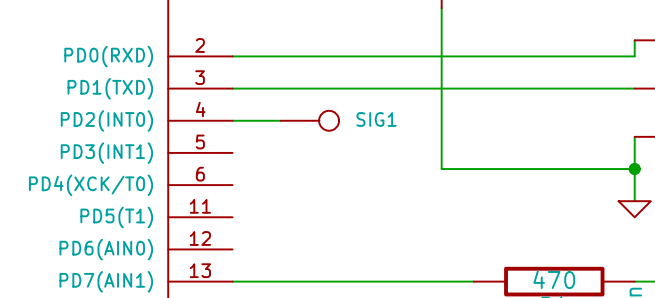 PD0(RXD) 2
PD1(TXD) 3
PD2(INT0) 4 SIG1
PD3(INT1) 5
PD4(XCK/T0) 6
PD5(T1) 11
PD6(AIN0) 12
PD7(AIN1) 13 470